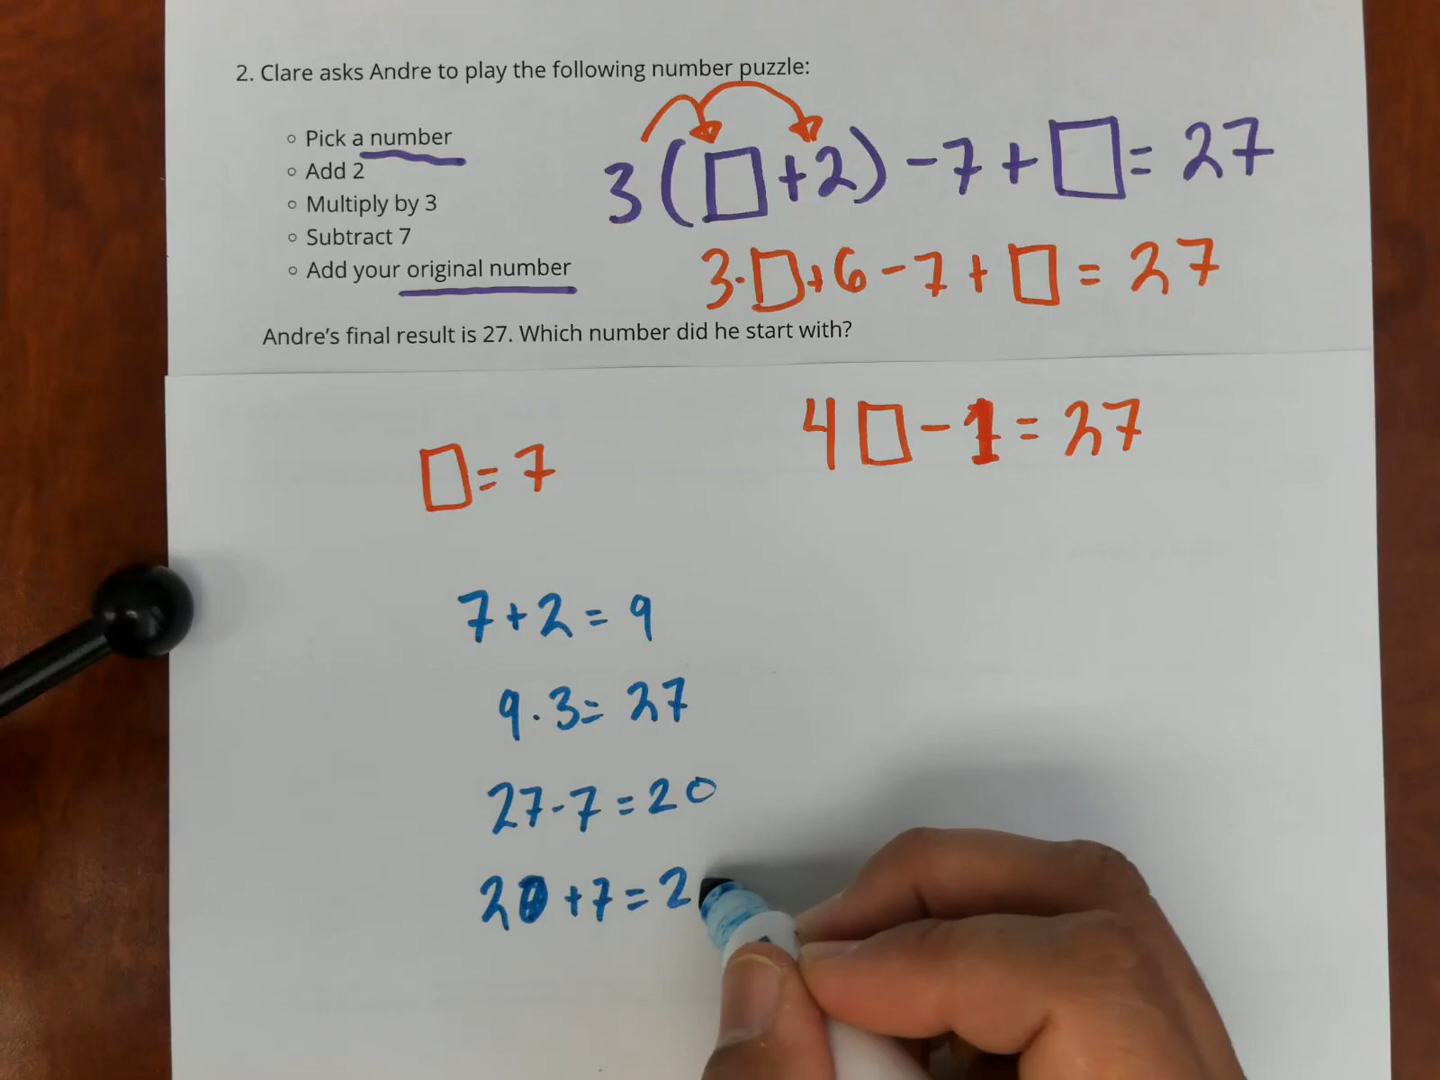 2. Clare asks Andre to play the following number puzzle:
◦ Pick a number
◦ Add 2
◦ Multiply by 3
◦ Subtract 7
◦ Add your original number
3(□+2)-7+□=27
3·□+6-7+□=27
Andre's final result is 27. Which number did he start with?
4□-1=27
□=7
7+2=9
9·3=27
27-7=20
20+7=2